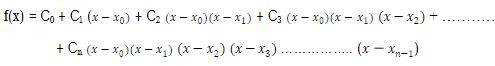 f(x) = C₀ + C₁ (x – x₀) + C₂ (x – x₀)(x – x₁) + C₃ (x – x₀)(x – x₁) (x – x₂) + ...........
+ Cₙ (x – x₀)(x – x₁) (x – x₂) (x – x₃) .................. (x – xₙ₋₁)